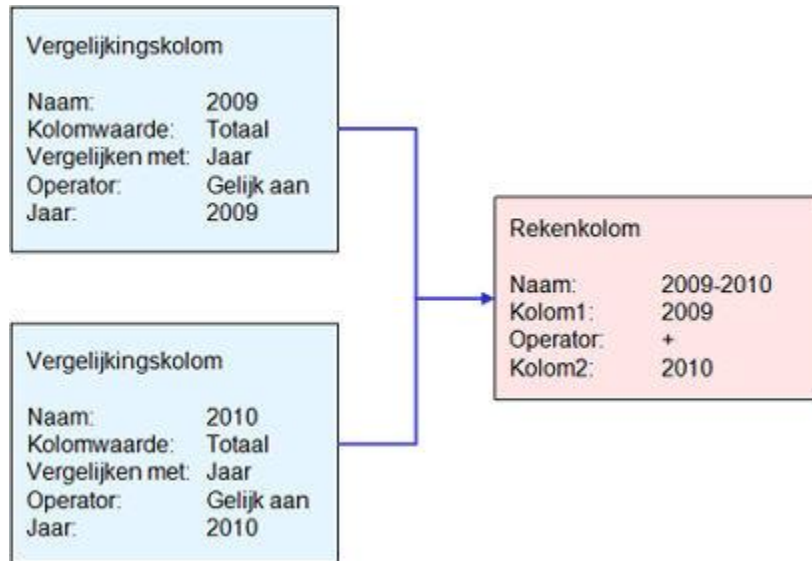 Vergelijkingskolom
Naam: 2009
Kolomwaarde: Totaal
Vergelijken met: Jaar
Operator: Gelijk aan
Jaar: 2009
Vergelijkingskolom
Naam: 2010
Kolomwaarde: Totaal
Vergelijken met: Jaar
Operator: Gelijk aan
Jaar: 2010
Rekenkolom
Naam: 2009-2010
Kolom1: 2009
Operator: +
Kolom2: 2010